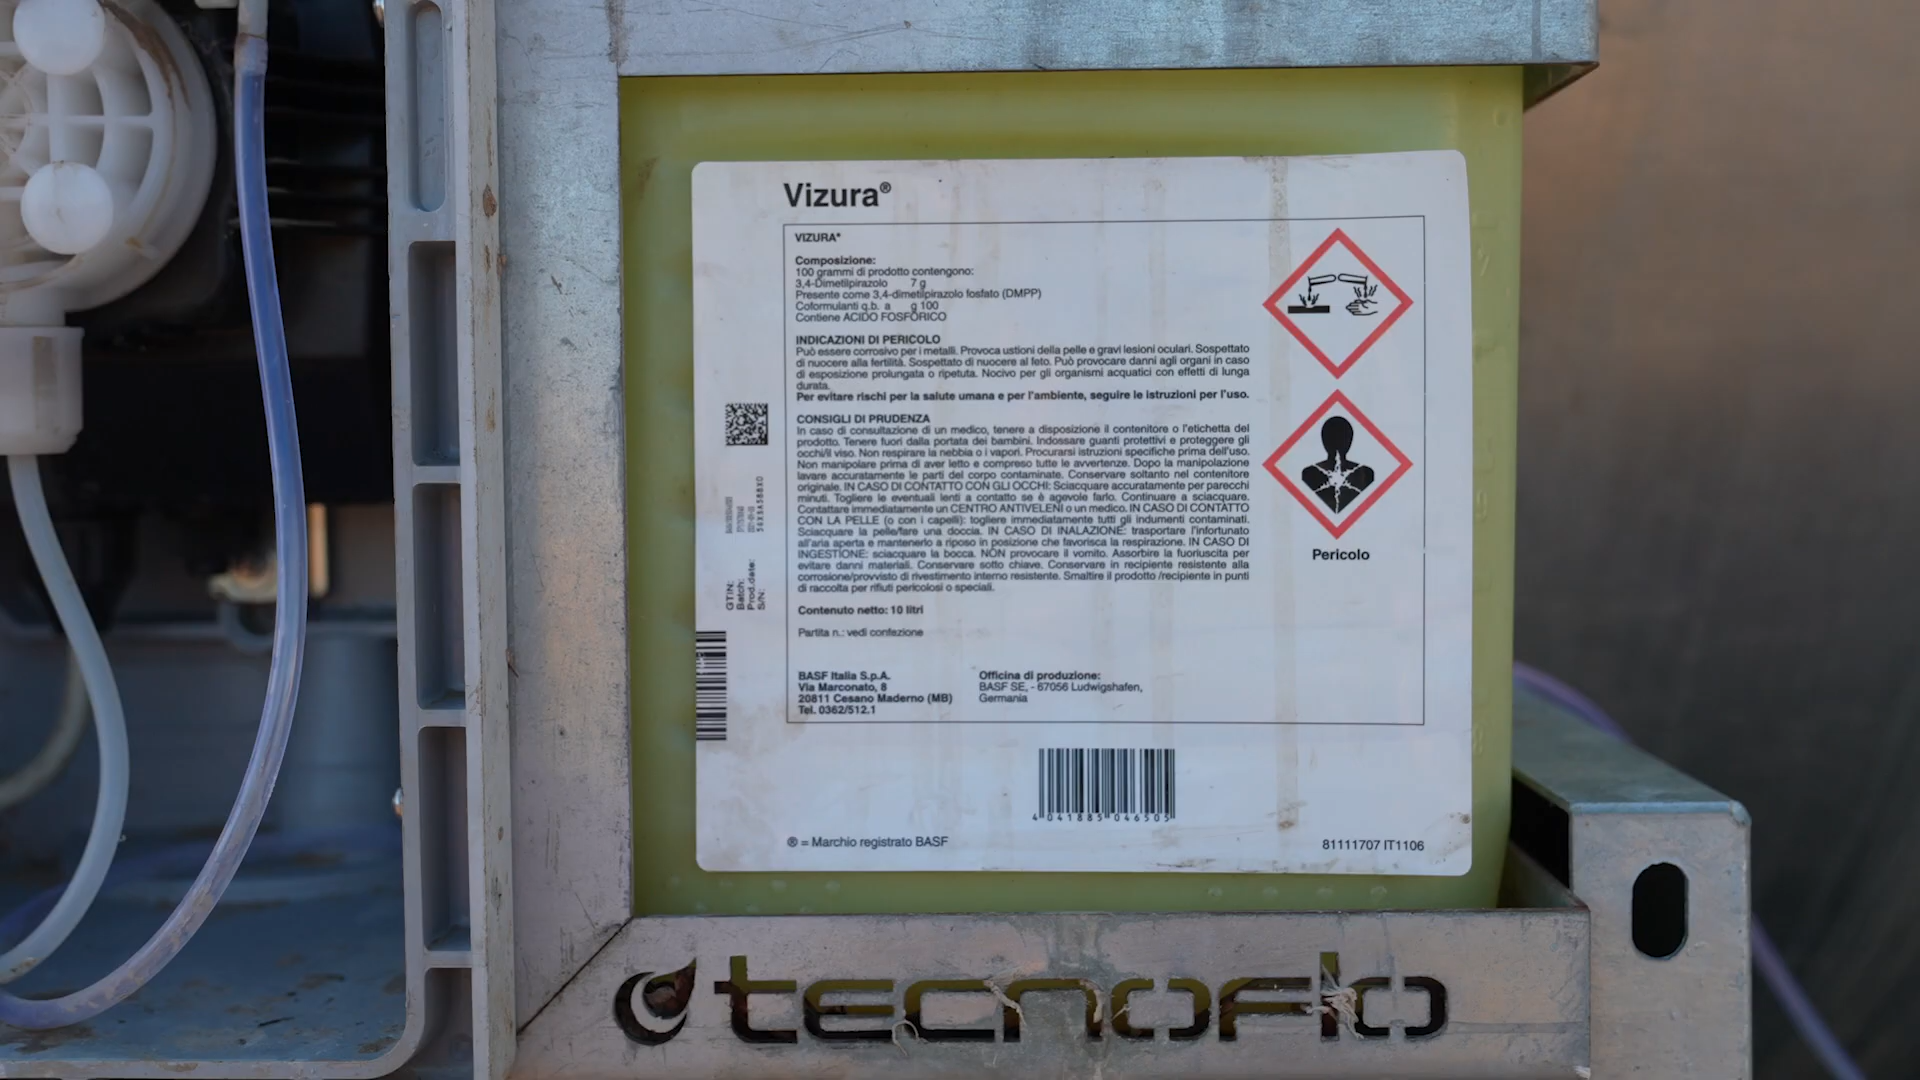 Vizura®
VIZURA®
Composizione:
100 grammi di prodotto contengono:
3,4-Dimetilpirazolo 7 g
Presente come 3,4-dimetilpirazolo fosfato (DMPP)
Coformulanti q.b. a g 100
Contiene ACIDO FOSFORICO
INDICAZIONI DI PERICOLO
Può essere corrosivo per i metalli. Provoca ustioni della pelle e gravi lesioni oculari. Sospettato
di nuocere alla fertilità. Sospettato di nuocere al feto. Può provocare danni agli organi in caso
di esposizione prolungata o ripetuta. Nocivo per gli organismi acquatici con effetti di lunga
durata.
Per evitare rischi per la salute umana e per l'ambiente, seguire le istruzioni per l'uso.
CONSIGLI DI PRUDENZA
In caso di consultazione di un medico, tenere a disposizione il contenitore o l'etichetta del
prodotto. Tenere fuori dalla portata dei bambini. Indossare guanti protettivi e proteggere gli
occhi/il viso. Non respirare la nebbia o i vapori. Procurarsi istruzioni specifiche prima dell'uso.
Non manipolare prima di aver letto e compreso tutte le avvertenze. Dopo la manipolazione
lavare accuratamente le parti del corpo contaminate. Conservare soltanto nel contenitore
originale. IN CASO DI CONTATTO CON GLI OCCHI: Sciacquare accuratamente per parecchi
minuti. Togliere le eventuali lenti a contatto se è agevole farlo. Continuare a sciacquare.
Contattare immediatamente un CENTRO ANTIVELENI o un medico. IN CASO DI CONTATTO
CON LA PELLE (o con i capelli): togliere immediatamente tutti gli indumenti contaminati.
Sciacquare la pelle/fare una doccia. IN CASO DI INALAZIONE: trasportare l'infortunato
all'aria aperta e mantenerlo a riposo in posizione che favorisca la respirazione. IN CASO DI
INGESTIONE: sciacquare la bocca. NON provocare il vomito. Assorbire la fuoriuscita per
evitare danni materiali. Conservare sotto chiave. Conservare in recipiente resistente alla
corrosione/provvisto di rivestimento interno resistente. Smaltire il prodotto /recipiente in punti
di raccolta per rifiuti pericolosi o speciali.
Contenuto netto: 10 litri
Partita n.: vedi confezione
BASF Italia S.p.A.
Via Marconato, 8
20811 Cesano Maderno (MB)
Tel. 0362/512.1
Officina di produzione:
BASF SE, - 67056 Ludwigshafen,
Germania
Pericolo
GTIN:
Batch:
Prod.date:
S/N:
4 041885 046505
® = Marchio registrato BASF
81111707 IT1106
tecnoflo